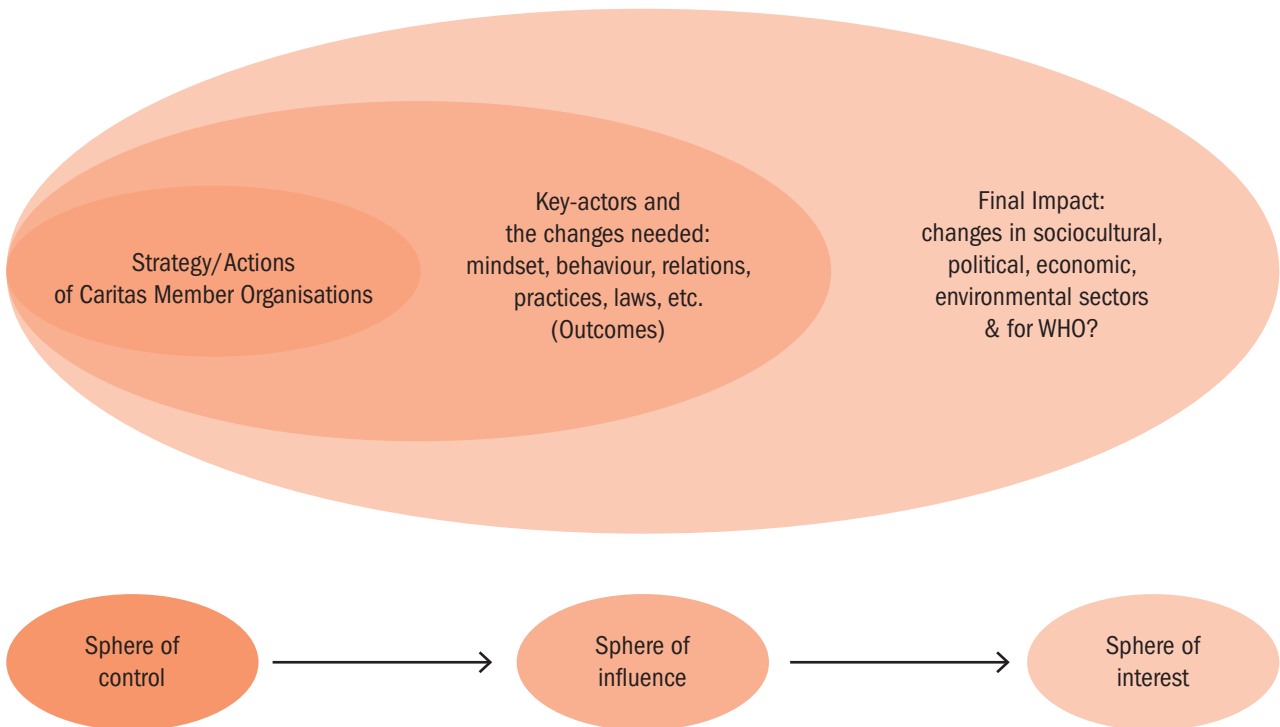 Strategy/Actions
of Caritas Member Organisations
Key-actors and
the changes needed:
mindset, behaviour, relations,
practices, laws, etc.
(Outcomes)
Final Impact:
changes in sociocultural,
political, economic,
environmental sectors
& for WHO?
Sphere of
control
Sphere of
influence
Sphere of
interest